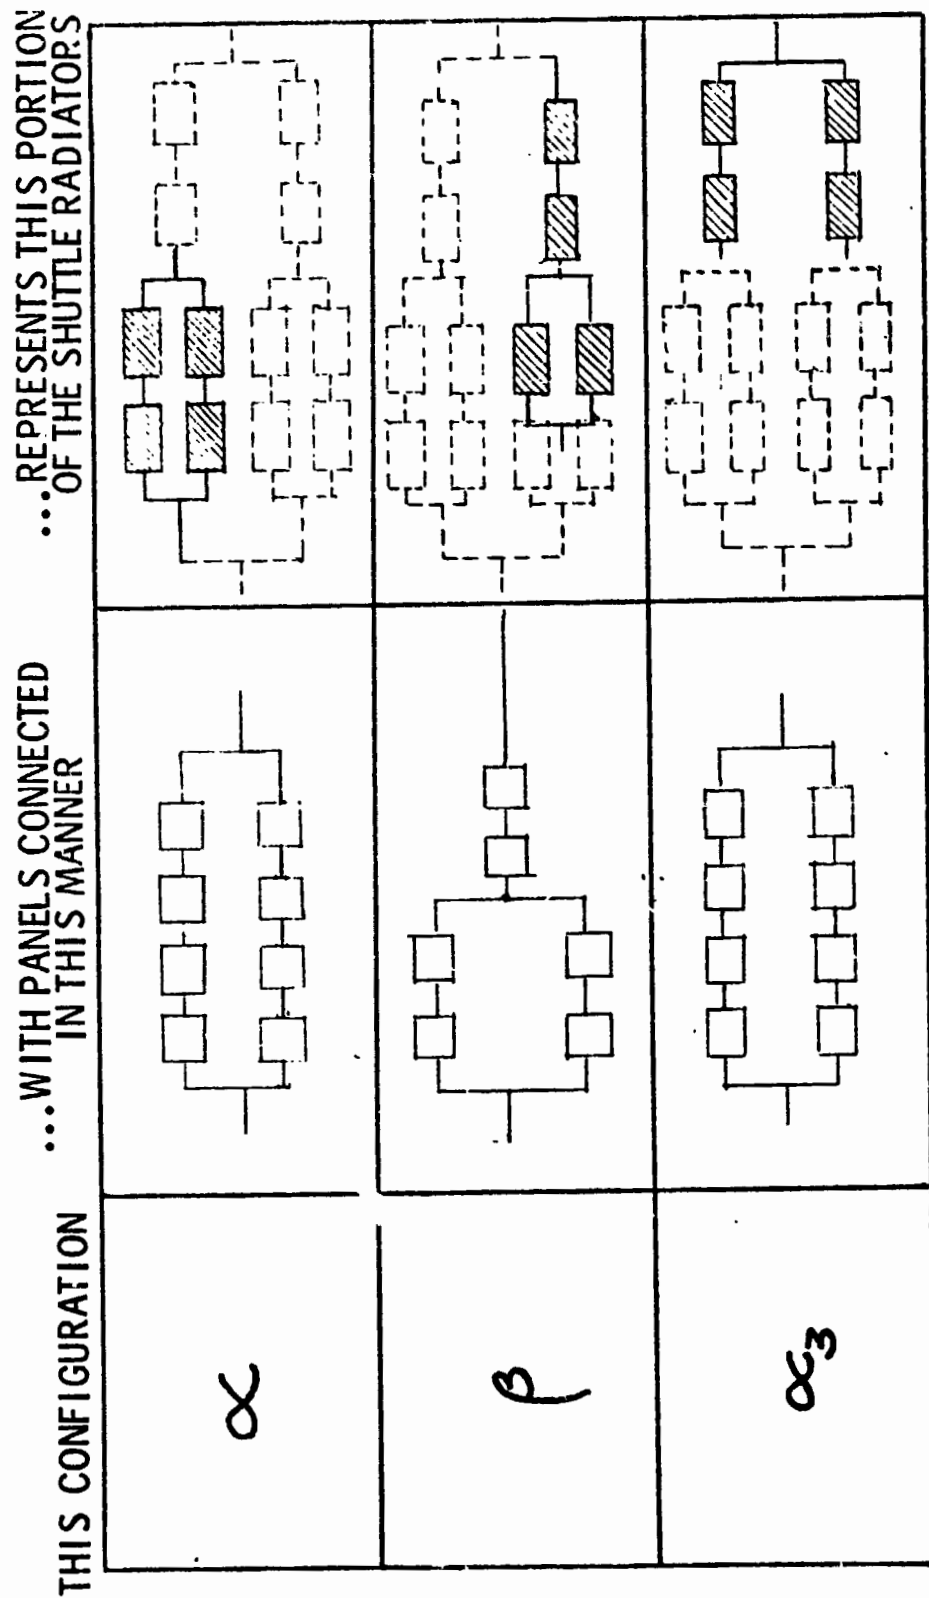 THIS CONFIGURATION
...WITH PANELS CONNECTED
IN THIS MANNER
...REPRESENTS THIS PORTION
OF THE SHUTTLE RADIATORS
α
β
α₃